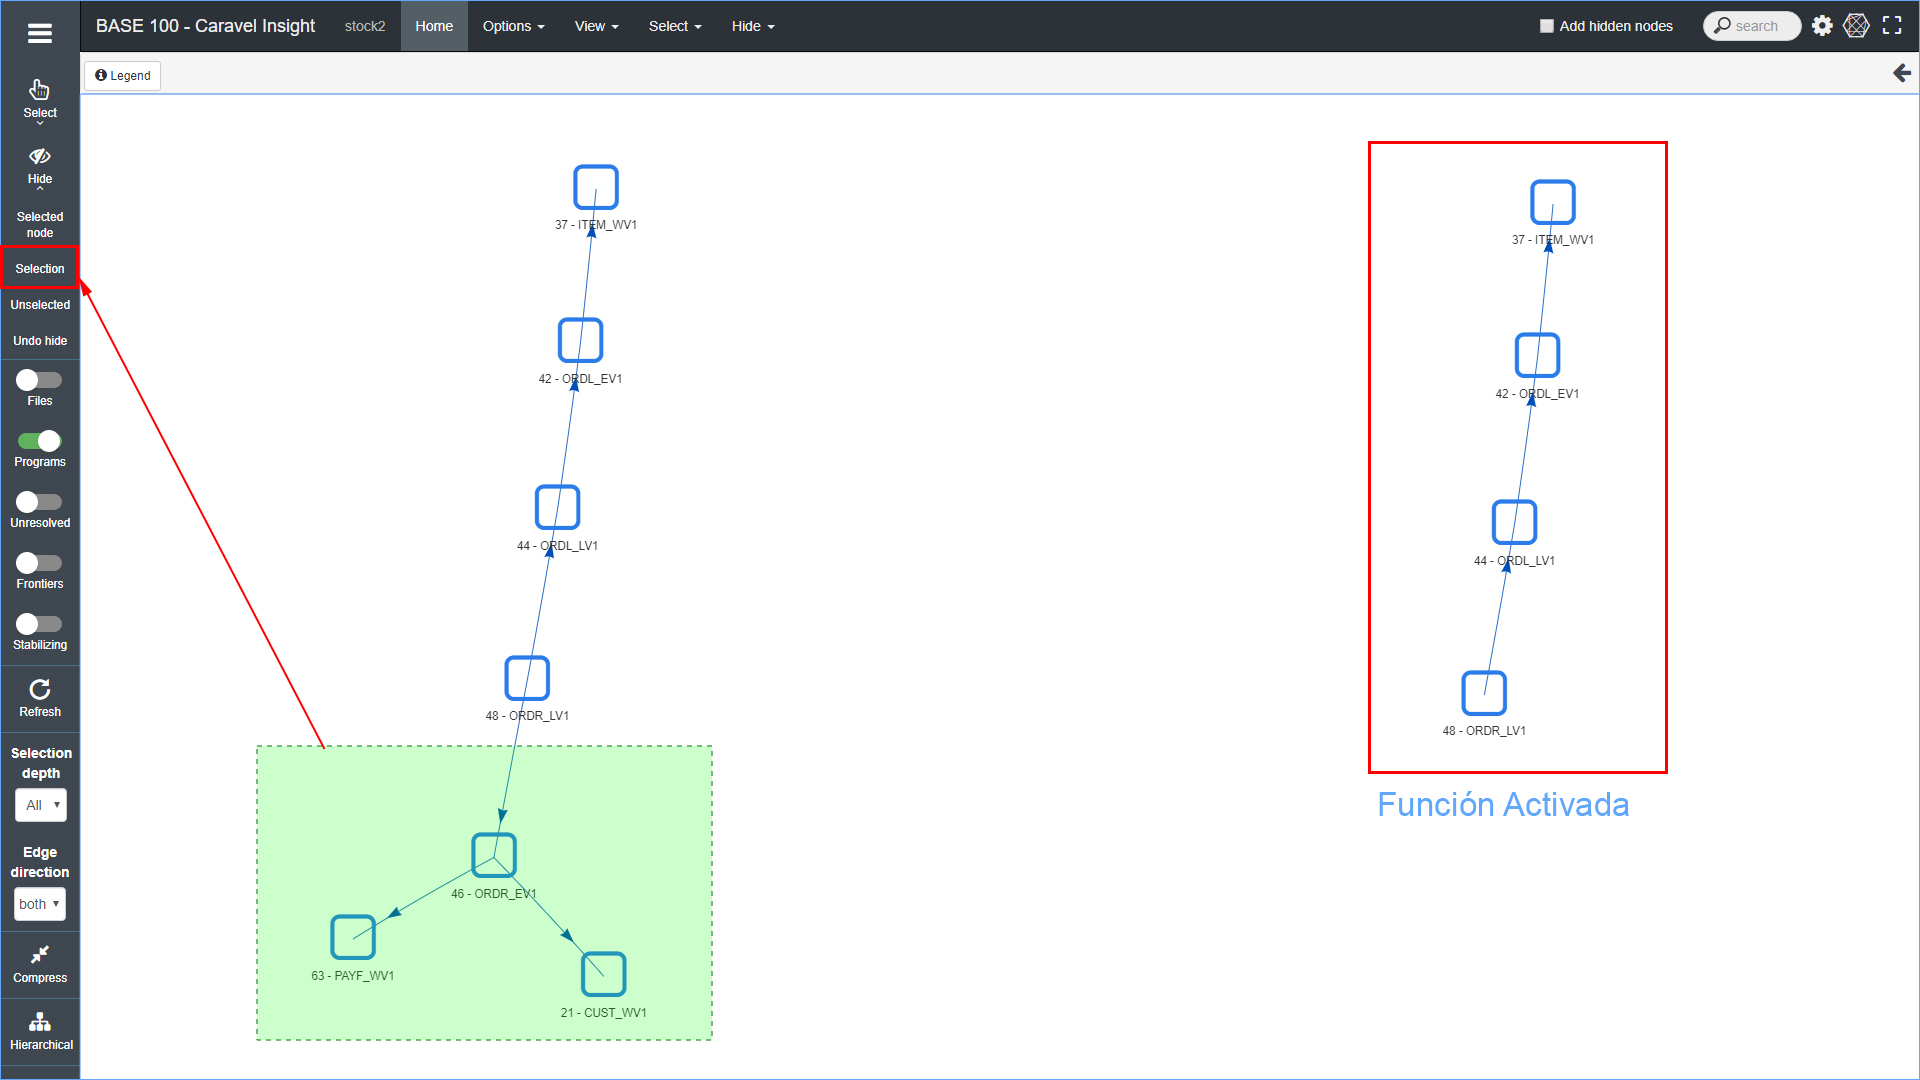 BASE 100 - Caravel Insight
stock2
Home
Options
View
Select
Hide
Add hidden nodes
search
Legend
Select
Hide
Selected
node
Selection
Unselected
Undo hide
Files
Programs
Unresolved
Frontiers
Stabilizing
Refresh
Selection
depth
All
Edge
direction
both
Compress
Hierarchical
37 - ITEM_WV1
42 - ORDL_EV1
44 - ORDL_LV1
48 - ORDR_LV1
46 - ORDR_EV1
63 - PAYF_WV1
21 - CUST_WV1
37 - ITEM_WV1
42 - ORDL_EV1
44 - ORDL_LV1
48 - ORDR_LV1
Función Activada